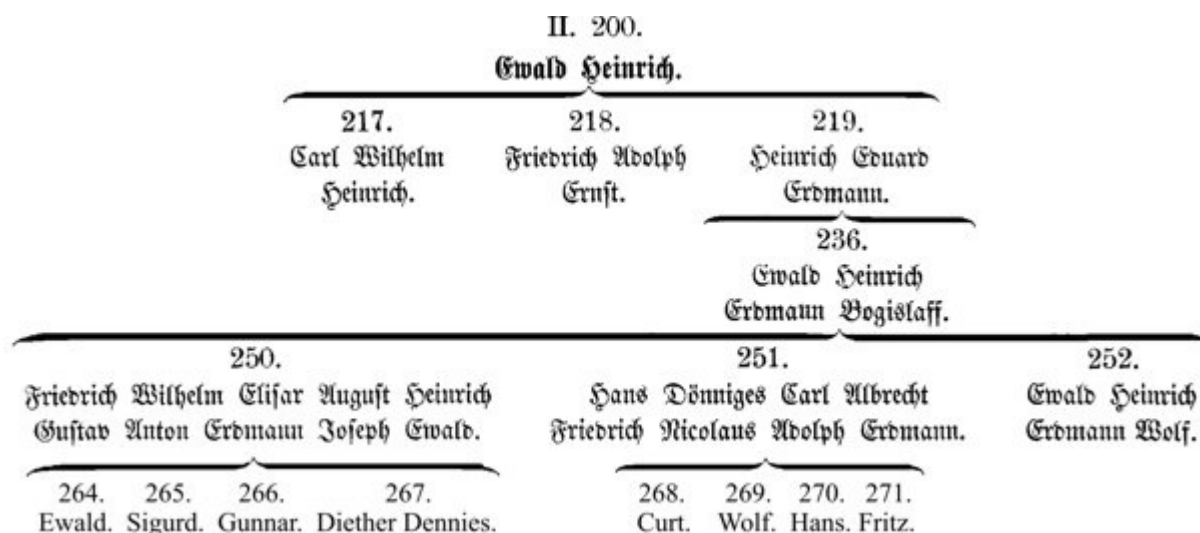 II. 200.
Ewald Heinrich.
217. 218. 219.
Carl Wilhelm Friedrich Adolph Heinrich Eduard
Heinrich. Ernst. Erdmann.
236.
Ewald Heinrich
Erdmann Bogislaff.
250. 251. 252.
Friedrich Wilhelm Elisar August Heinrich Hans Dönniges Carl Albrecht Ewald Heinrich
Gustav Anton Erdmann Joseph Ewald. Friedrich Nicolaus Adolph Erdmann. Erdmann Wolf.
264. 265. 266. 267. 268. 269. 270. 271.
Ewald. Sigurd. Gunnar. Diether Dennies. Curt. Wolf. Hans. Fritz.